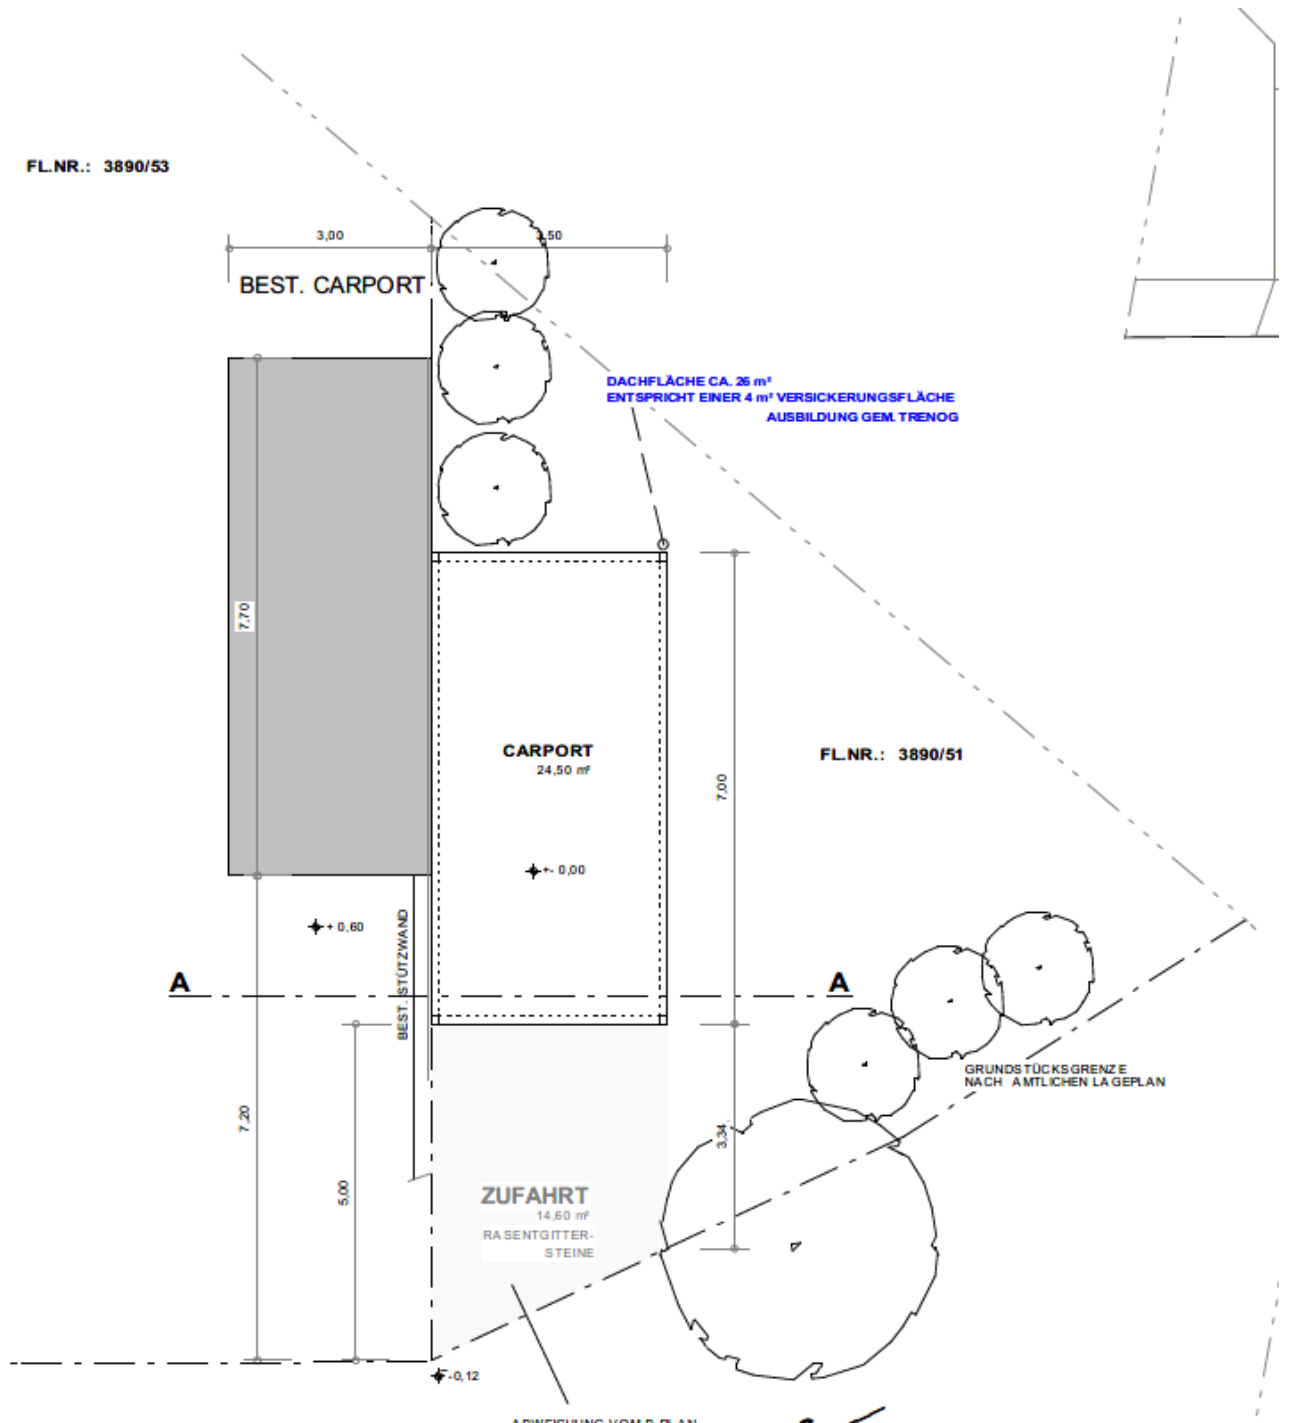 FL.NR.: 3890/53
3,00
3,50
BEST. CARPORT
DACHFLÄCHE CA. 26 m²
ENTSPRICHT EINER 4 m² VERSICKERUNGSFLÄCHE
AUSBILDUNG GEM. TRENOG
7,70
CARPORT
24,50 m²
FL.NR.: 3890/51
7,00
+- 0,00
+ 0,60
BEST. STÜTZWAND
A
A
GRUNDSTÜCKSGRENZE
NACH AMTLICHEN LAGEPLAN
7,20
3,34
5,00
ZUFAHRT
14,60 m²
RASENTGITTER-
STEINE
-0,12
ABWEICHUNG VOM B-PLAN